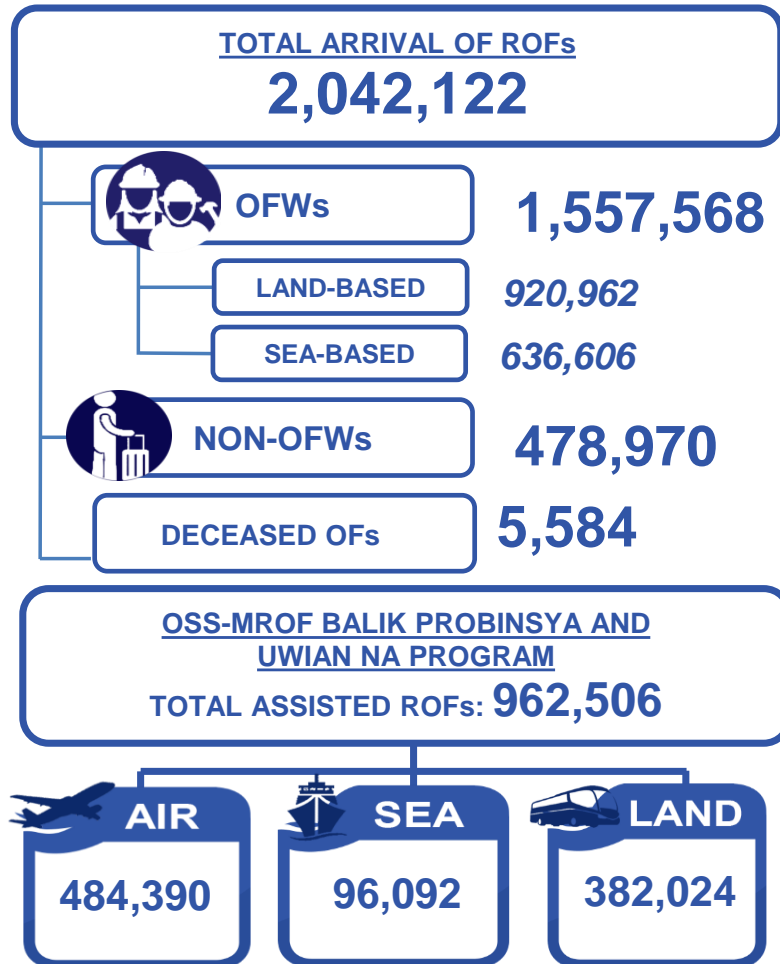 TOTAL ARRIVAL OF ROFs
2,042,122
OFWs 1,557,568
LAND-BASED 920,962
SEA-BASED 636,606
NON-OFWs 478,970
DECEASED OFs 5,584
OSS-MROF BALIK PROBINSYA AND
UWIAN NA PROGRAM
TOTAL ASSISTED ROFs: 962,506
AIR SEA LAND
484,390 96,092 382,024